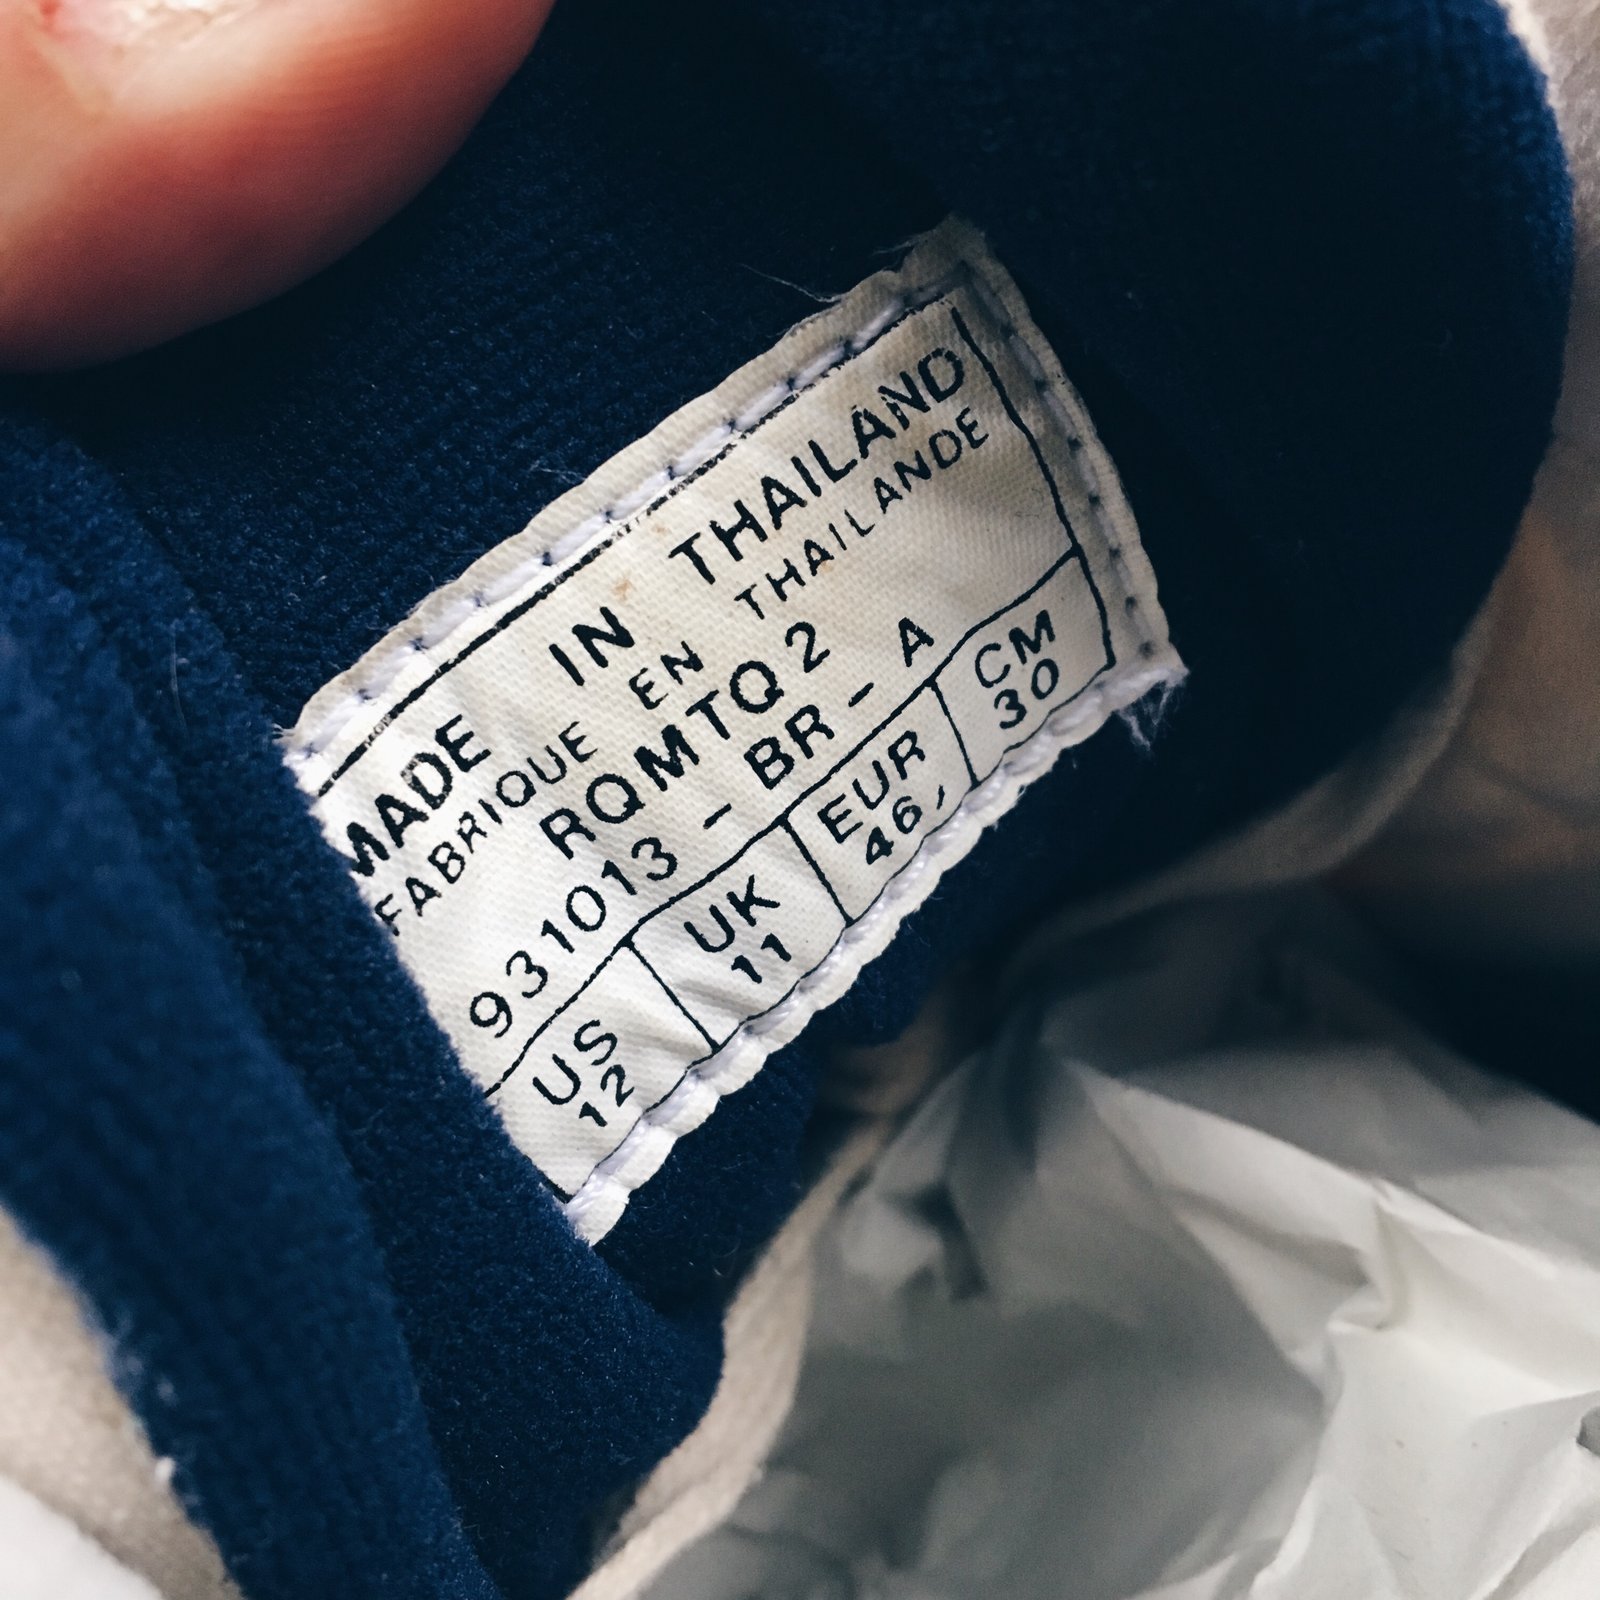 MADE IN THAILAND
FABRIQUE EN THAILANDE
RQMTQ2
931013 - BR - A
US UK EUR CM
12 11 46, 30